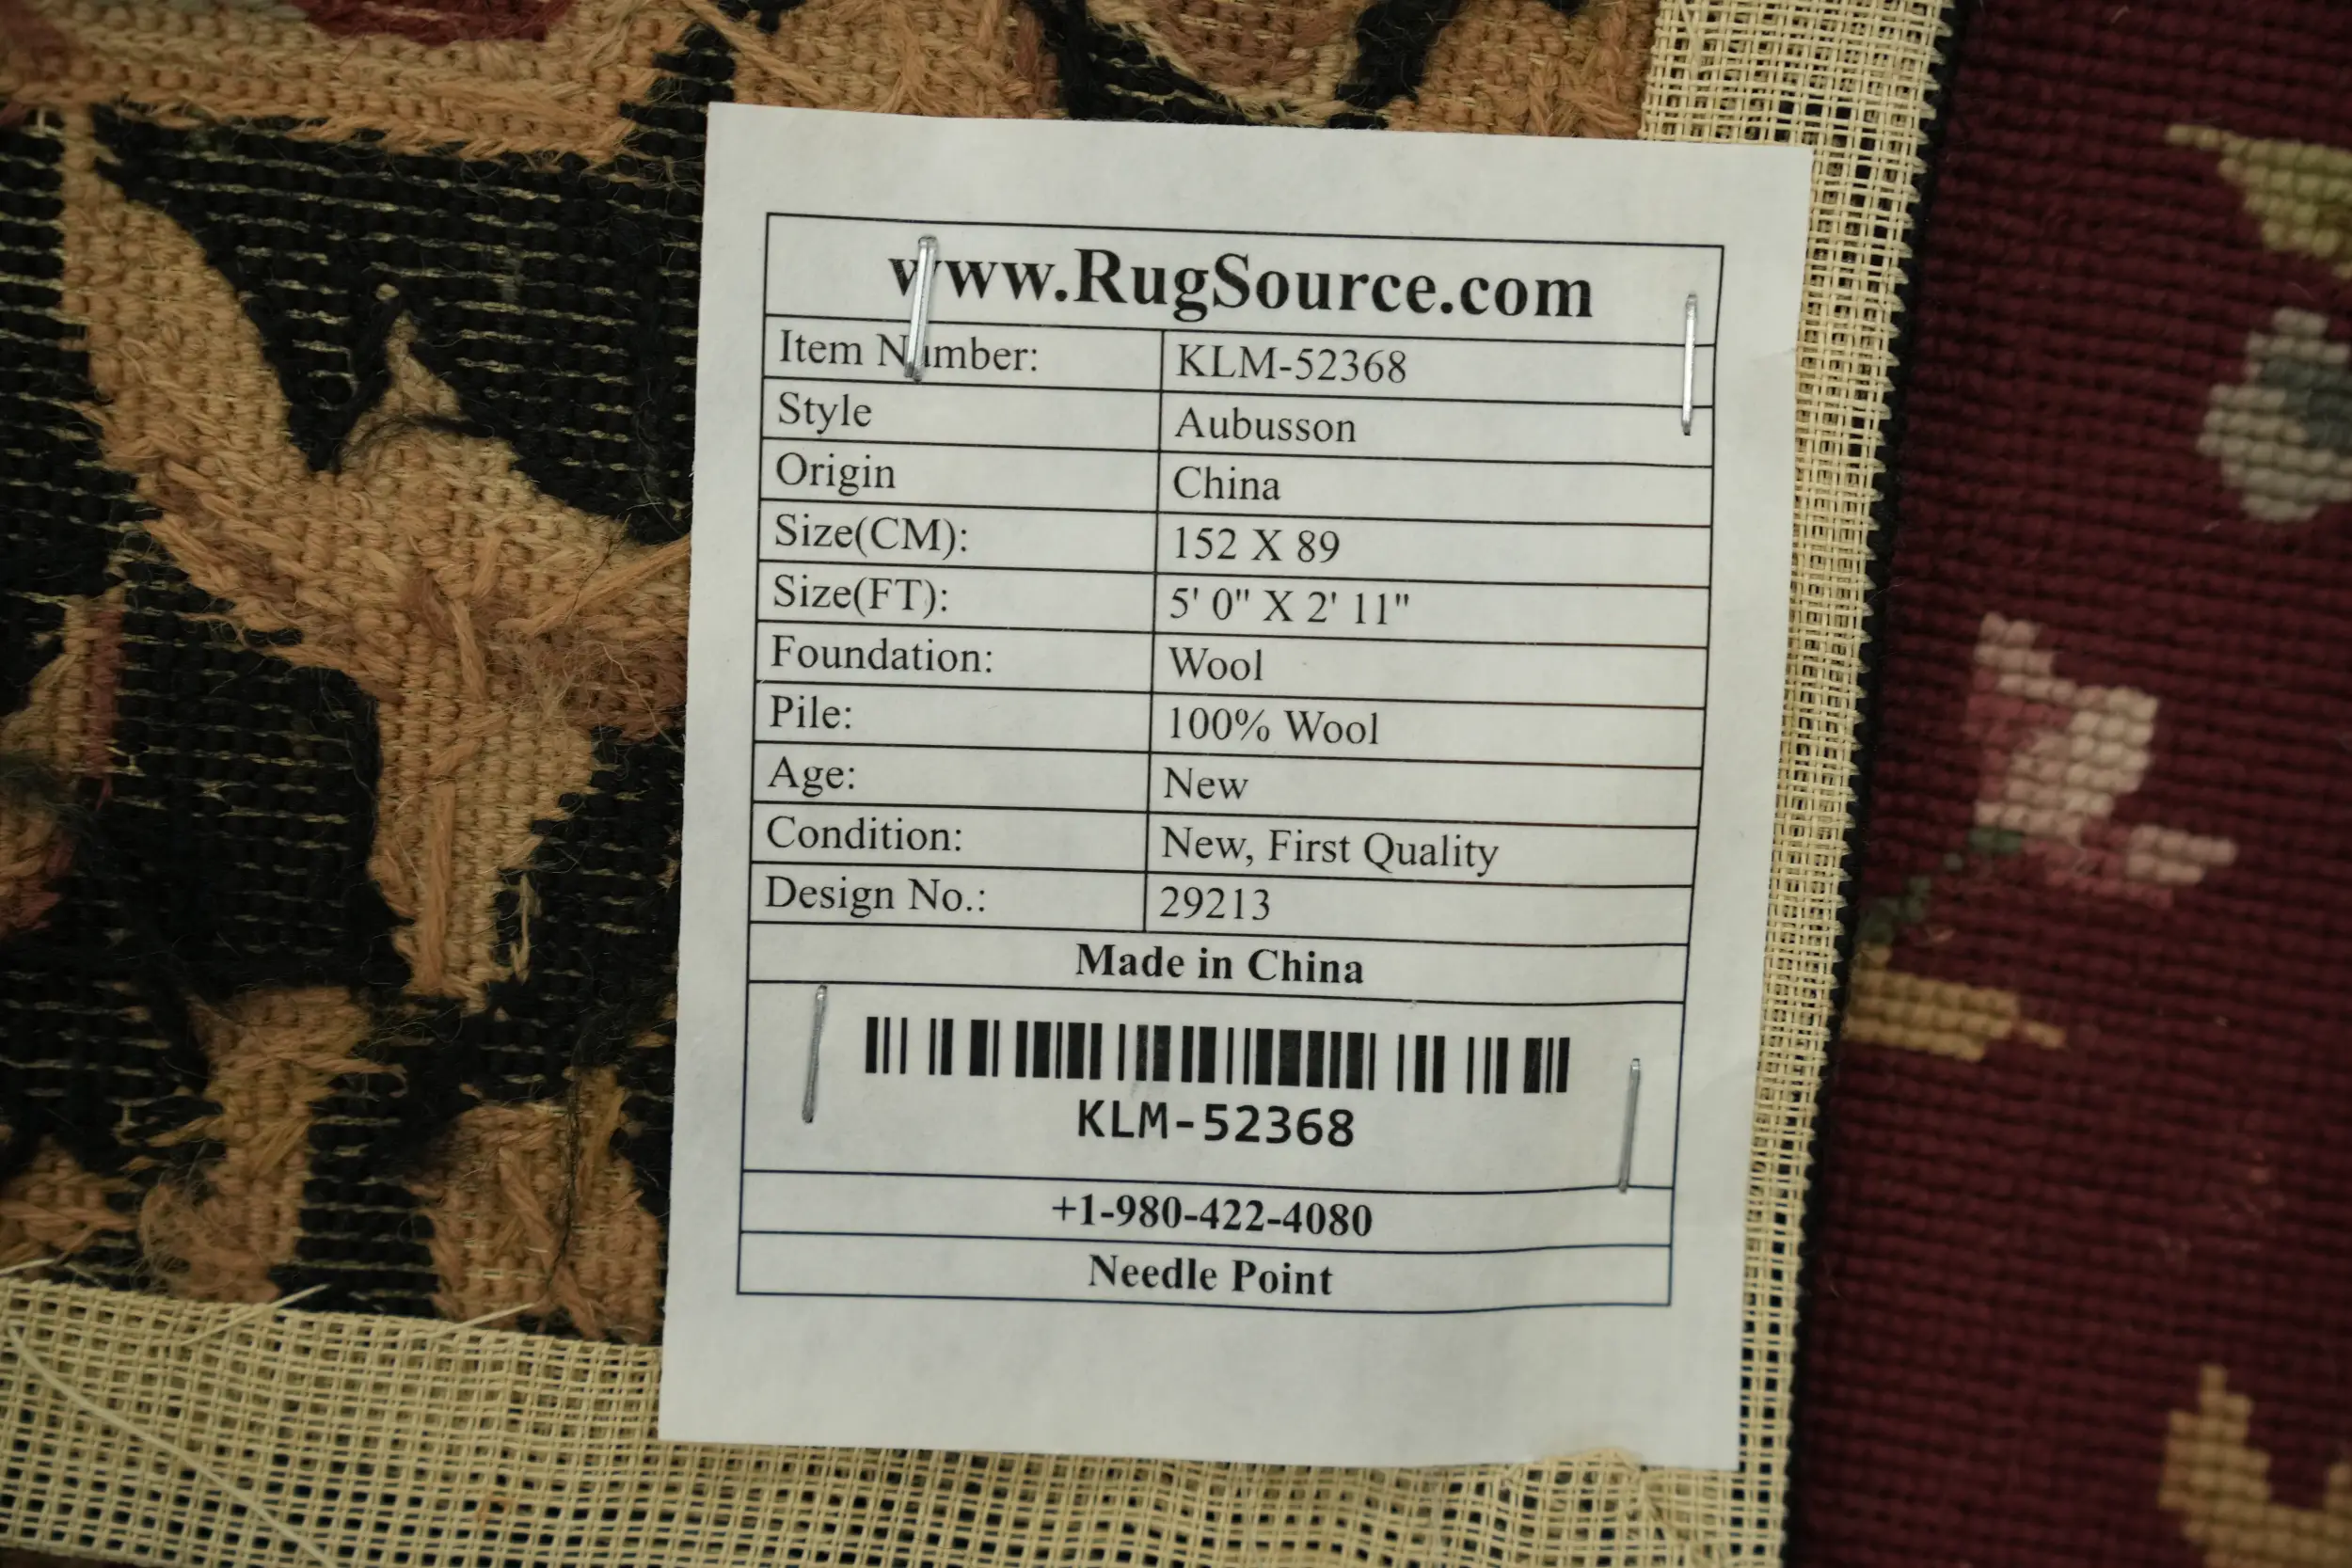 www.RugSource.com
Item Number: KLM-52368
Style Aubusson
Origin China
Size(CM): 152 X 89
Size(FT): 5' 0" X 2' 11"
Foundation: Wool
Pile: 100% Wool
Age: New
Condition: New, First Quality
Design No.: 29213
Made in China
KLM-52368
+1-980-422-4080
Needle Point